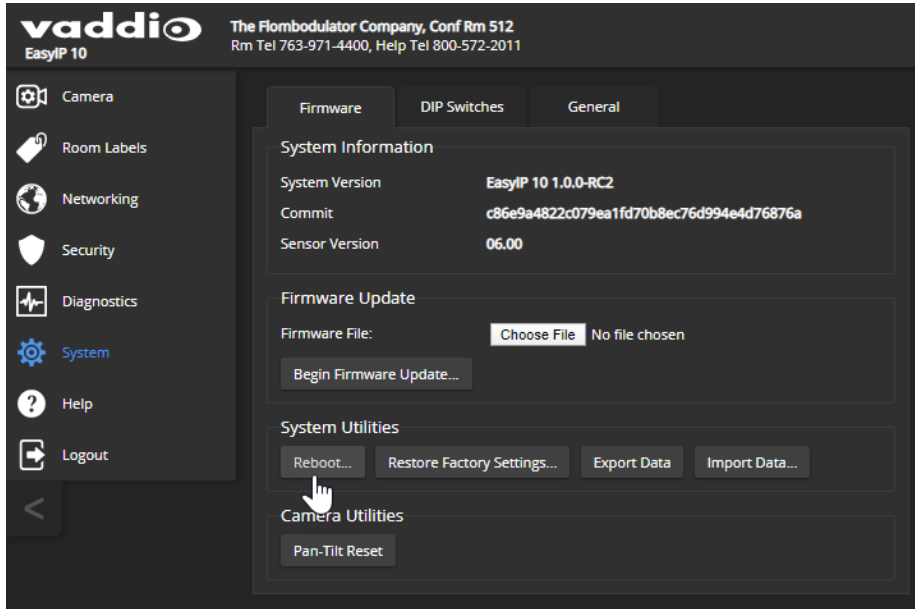 vaddio
EasyIP 10
The Flombodulator Company, Conf Rm 512
Rm Tel 763-971-4400, Help Tel 800-572-2011
Camera
Room Labels
Networking
Security
Diagnostics
System
Help
Logout
<
Firmware DIP Switches General
System Information
System Version EasyIP 10 1.0.0-RC2
Commit c86e9a4822c079ea1fd70b8ec76d994e4d76876a
Sensor Version 06.00
Firmware Update
Firmware File: Choose File No file chosen
Begin Firmware Update...
System Utilities
Reboot... Restore Factory Settings... Export Data Import Data...
Camera Utilities
Pan-Tilt Reset